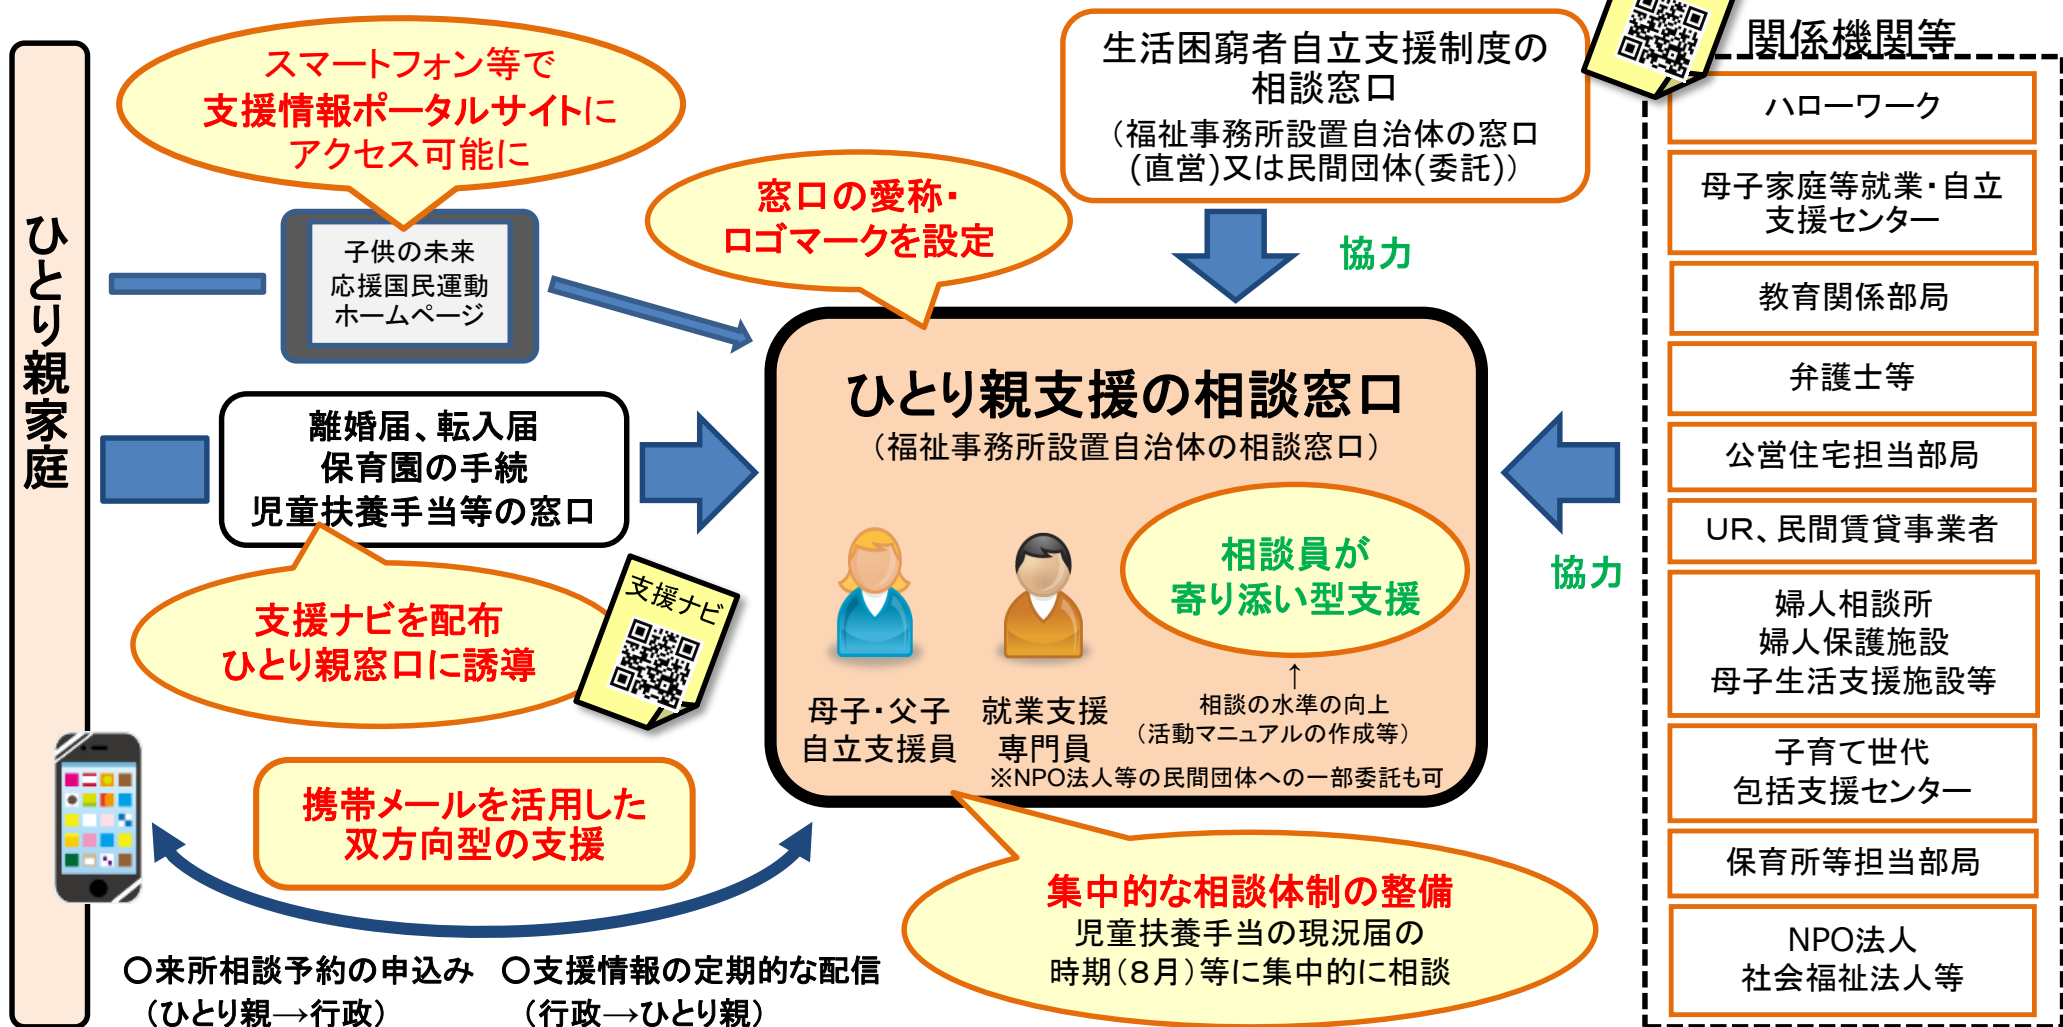 ひとり親家庭
スマートフォン等で
支援情報ポータルサイトに
アクセス可能に
子供の未来
応援国民運動
ホームページ
離婚届、転入届
保育園の手続
児童扶養手当等の窓口
支援ナビを配布
ひとり親窓口に誘導
支援ナビ
携帯メールを活用した
双方向型の支援
○来所相談予約の申込み
（ひとり親→行政）
○支援情報の定期的な配信
（行政→ひとり親）
窓口の愛称・
ロゴマークを設定
生活困窮者自立支援制度の
相談窓口
（福祉事務所設置自治体の窓口
(直営)又は民間団体(委託)）
協力
ひとり親支援の相談窓口
（福祉事務所設置自治体の相談窓口）
相談員が
寄り添い型支援
↑
相談の水準の向上
（活動マニュアルの作成等）
母子・父子
自立支援員
就業支援
専門員
※NPO法人等の民間団体への一部委託も可
集中的な相談体制の整備
児童扶養手当の現況届の
時期（８月）等に集中的に相談
協力
関係機関等
ハローワーク
母子家庭等就業・自立
支援センター
教育関係部局
弁護士等
公営住宅担当部局
ＵＲ、民間賃貸事業者
婦人相談所
婦人保護施設
母子生活支援施設等
子育て世代
包括支援センター
保育所等担当部局
NPO法人
社会福祉法人等